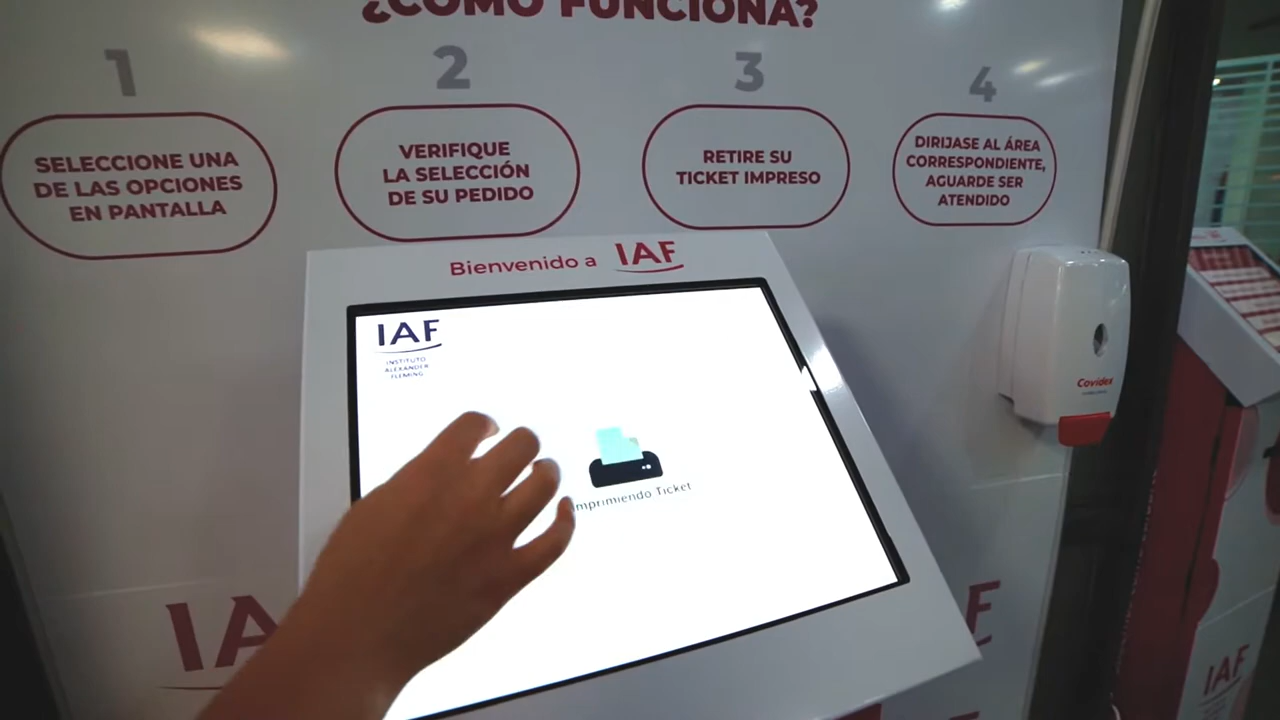 ¿CÓMO FUNCIONA?
1
SELECCIONE UNA
DE LAS OPCIONES
EN PANTALLA
2
VERIFIQUE
LA SELECCIÓN
DE SU PEDIDO
3
RETIRE SU
TICKET IMPRESO
4
DIRIJASE AL ÁREA
CORRESPONDIENTE,
AGUARDE SER
ATENDIDO
Bienvenido a IAF
IAF
INSTITUTO
ALEXANDER
FLEMING
mprimiendo Ticket
Covidex
IA
F
IAF